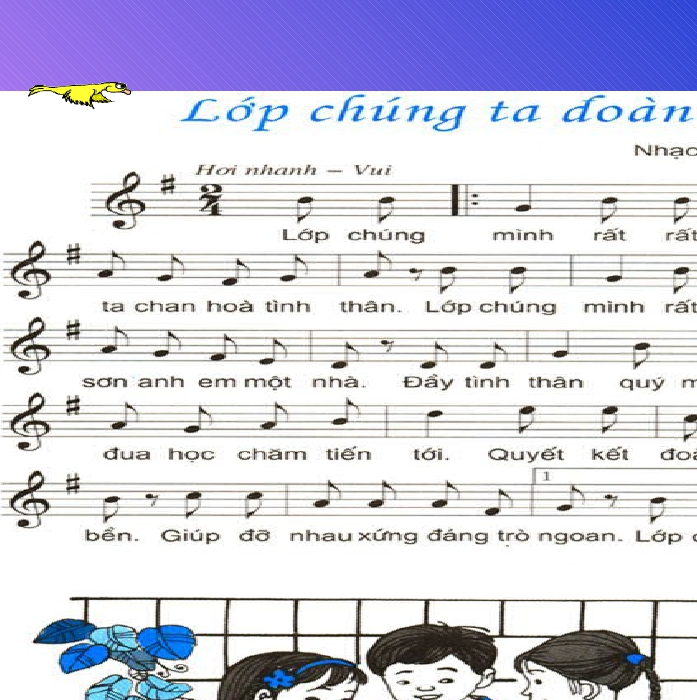 Lớp chúng ta đoàn
Nhạc
Hơi nhanh – Vui
2
4
Lớp chúng mình rất rất
ta chan hoà tình thân. Lớp chúng mình rất
sơn anh em một nhà. Đầy tình thân quý m
đua học chăm tiến tới. Quyết kết đoà
1
bền. Giúp đỡ nhau xứng đáng trò ngoan. Lớp c